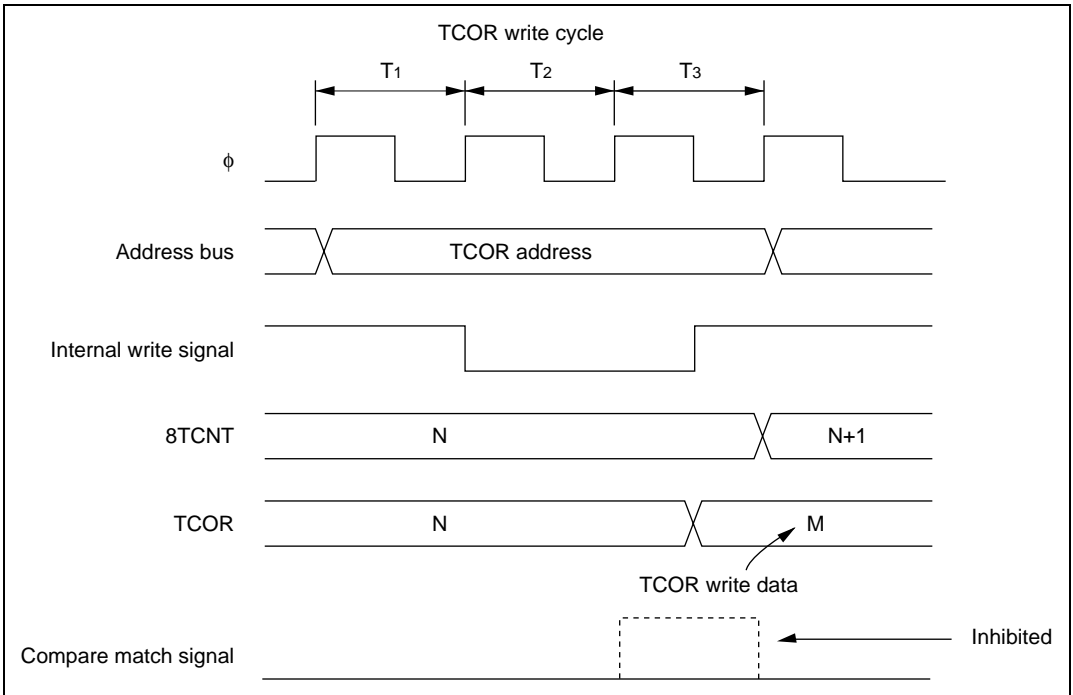 TCOR write cycle
T1 T2 T3
φ
Address bus TCOR address
Internal write signal
8TCNT N N+1
TCOR N M
TCOR write data
Compare match signal Inhibited